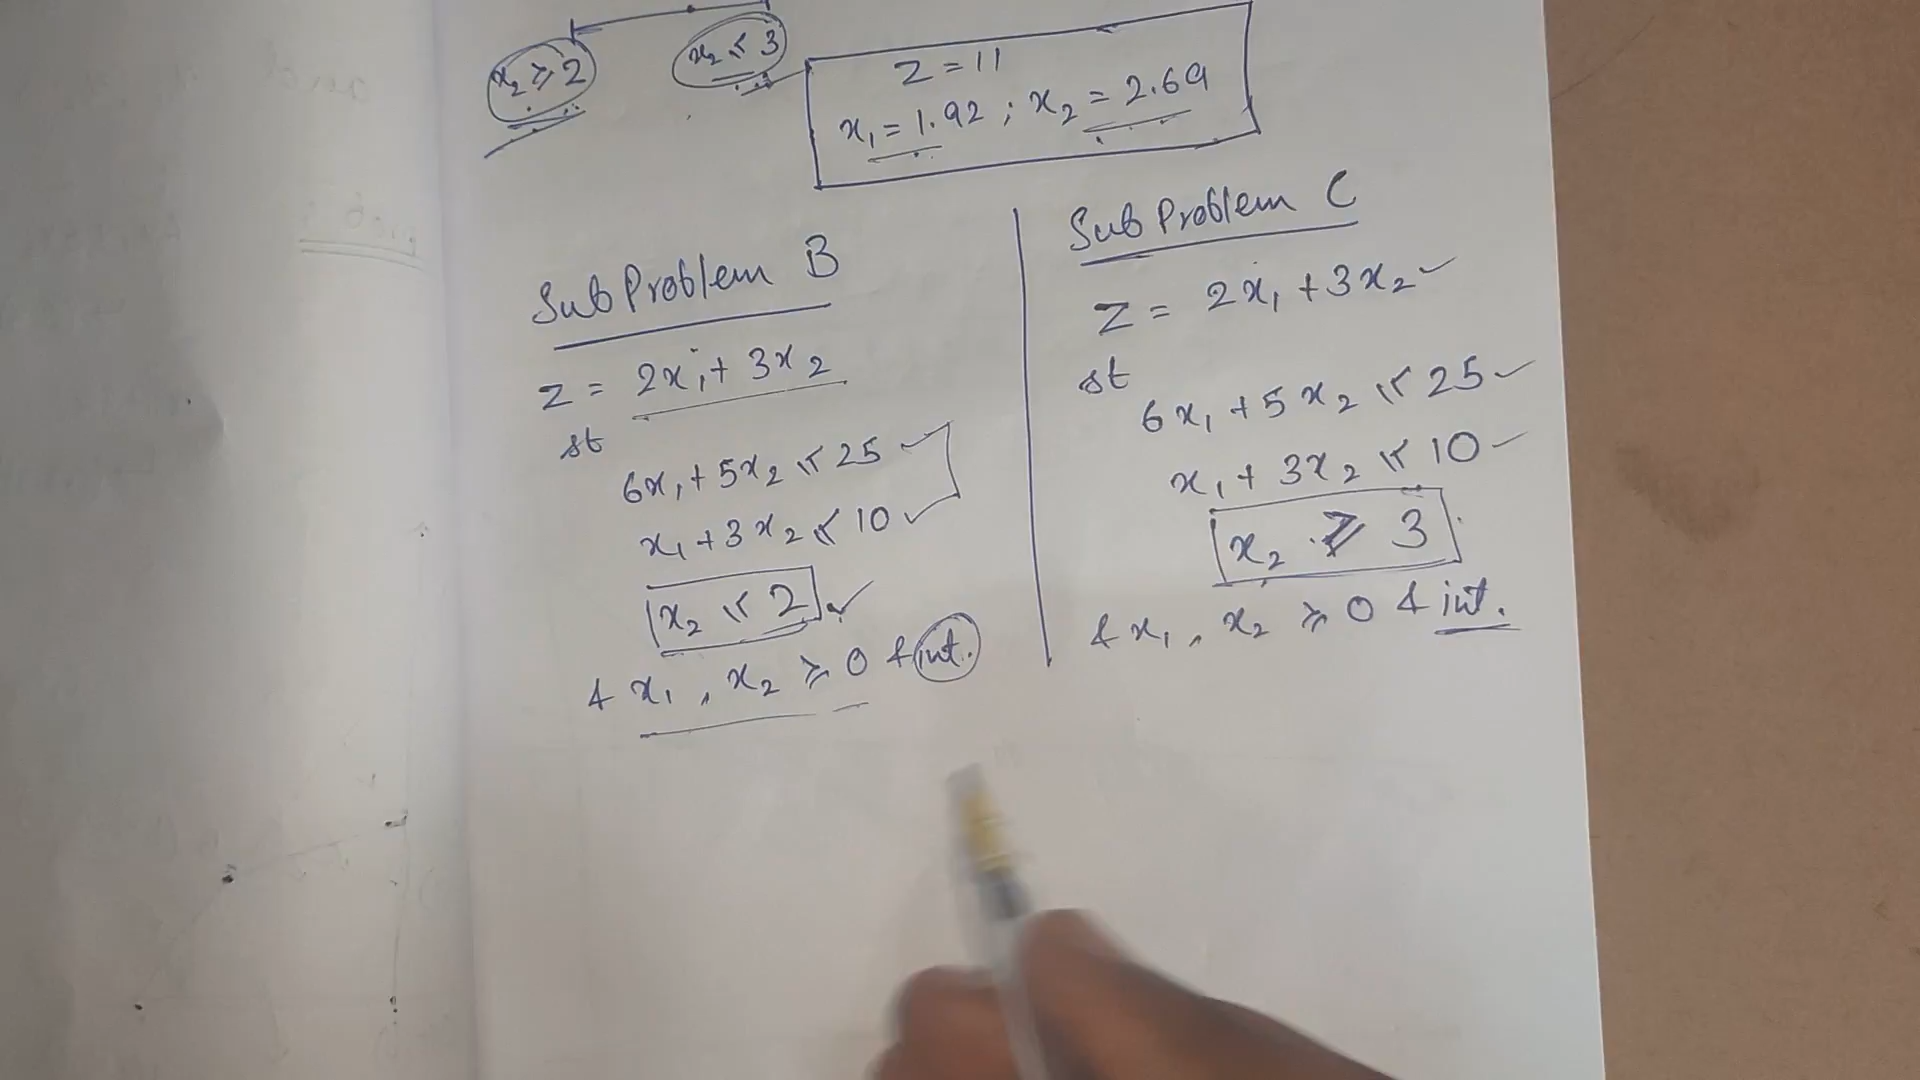 x₂ ⩾ 2
x₂ ⩽ 3
Z = 11
x₁ = 1.92 ; x₂ = 2.69
Sub Problem B
Z = 2x₁ + 3x₂
st
6x₁ + 5x₂ ⩽ 25
x₁ + 3x₂ ⩽ 10
x₂ ⩽ 2
& x₁, x₂ ⩾ 0 & int.
Sub Problem C
Z = 2x₁ + 3x₂
st
6x₁ + 5x₂ ⩽ 25
x₁ + 3x₂ ⩽ 10
x₂ ⩾ 3
& x₁, x₂ ⩾ 0 & int.